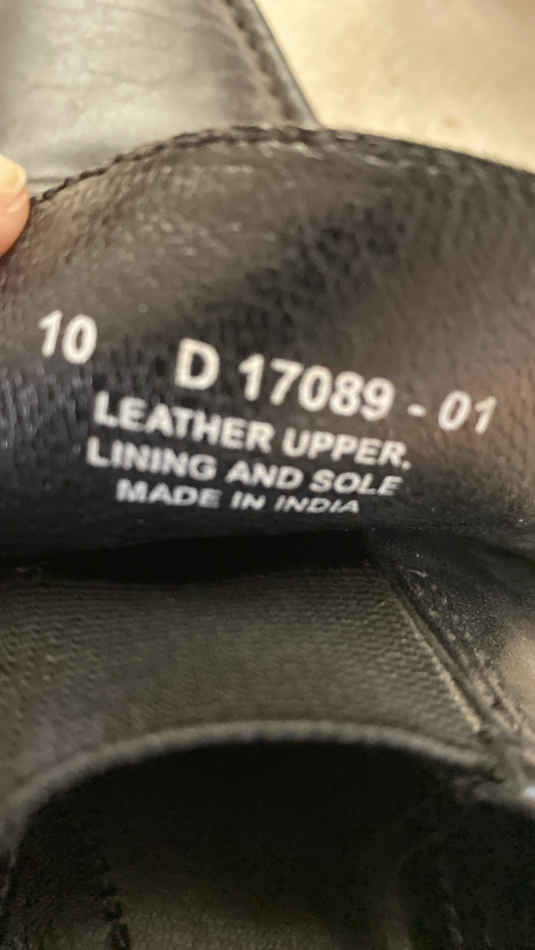 10 D 17089 - 01
LEATHER UPPER,
LINING AND SOLE
MADE IN INDIA